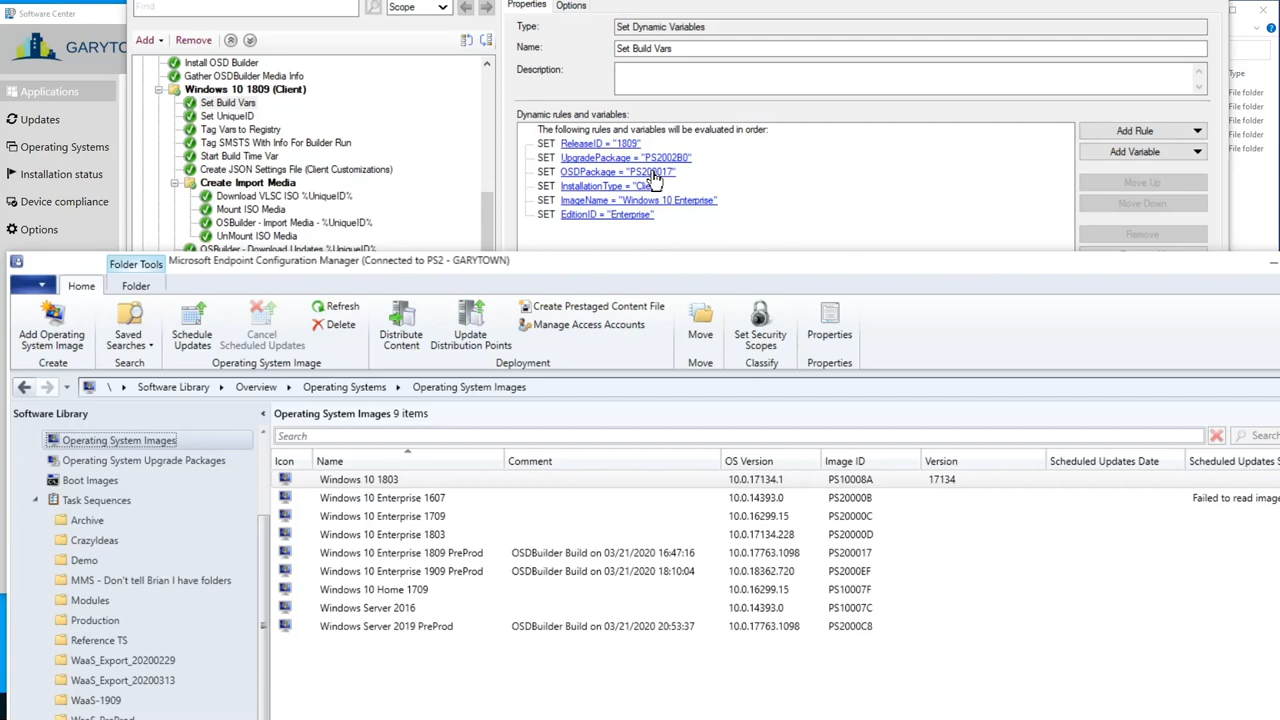 Software Center
GARYTO
Applications
Updates
Operating Systems
Installation status
Device compliance
Options
Find
Scope
Add
Remove
Install OSD Builder
Gather OSDBuilder Media Info
Windows 10 1809 (Client)
Set Build Vars
Set UniqueID
Tag Vars to Registry
Tag SMSTS With Info For Builder Run
Start Build Time Var
Create JSON Settings File (Client Customizations)
Create Import Media
Download VLSC ISO %UniqueID%
Mount ISO Media
OSBuilder - Import Media - %UniqueID%
UnMount ISO Media
OSBuilder - Download Updates %UniqueID%
Properties
Options
Type:
Set Dynamic Variables
Name:
Set Build Vars
Description:
Dynamic rules and variables:
The following rules and variables will be evaluated in order:
SET ReleaseID = "1809"
SET UpgradePackage = "PS2002B0"
SET OSDPackage = "PS200017"
SET InstallationType = "Cli
SET ImageName = "Windows 10 Enterprise"
SET EditionID = "Enterprise"
Add Rule
Add Variable
Move Up
Move Down
Remove
Type
File folder
File folder
File folder
File folder
File folder
File folder
Folder Tools
Microsoft Endpoint Configuration Manager (Connected to PS2 - GARYTOWN)
Home
Folder
Add Operating System Image
Create
Saved Searches
Search
Schedule Updates
Cancel Scheduled Updates
Operating System Image
Refresh
Delete
Distribute Content
Update Distribution Points
Create Prestaged Content File
Manage Access Accounts
Deployment
Move
Move
Set Security Scopes
Classify
Properties
Properties
\ Software Library Overview Operating Systems Operating System Images
Software Library
Operating System Images
Operating System Upgrade Packages
Boot Images
Task Sequences
Archive
CrazyIdeas
Demo
MMS - Don't tell Brian I have folders
Modules
Production
Reference TS
WaaS_Export_20200229
WaaS_Export_20200313
WaaS-1909
WaaS_PreProd
Operating System Images 9 items
Search
Search
Icon Name Comment OS Version Image ID Version Scheduled Updates Date Scheduled Updates S
Windows 10 1803 10.0.17134.1 PS10008A 17134
Windows 10 Enterprise 1607 10.0.14393.0 PS20000B Failed to read image
Windows 10 Enterprise 1709 10.0.16299.15 PS20000C
Windows 10 Enterprise 1803 10.0.17134.228 PS20000D
Windows 10 Enterprise 1809 PreProd OSDBuilder Build on 03/21/2020 16:47:16 10.0.17763.1098 PS200017
Windows 10 Enterprise 1909 PreProd OSDBuilder Build on 03/21/2020 18:10:04 10.0.18362.720 PS2000EF
Windows 10 Home 1709 10.0.16299.15 PS10007F
Windows Server 2016 10.0.14393.0 PS10007C
Windows Server 2019 PreProd OSDBuilder Build on 03/21/2020 20:53:37 10.0.17763.1098 PS2000C8